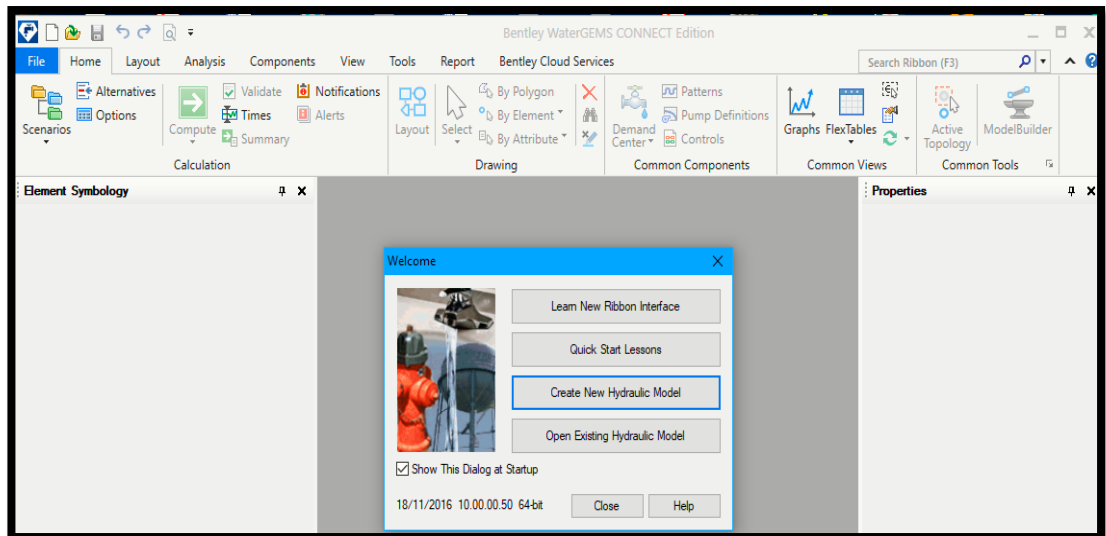 Bentley WaterGEMS CONNECT Edition
File Home Layout Analysis Components View Tools Report Bentley Cloud Services Search Ribbon (F3)
Scenarios
Alternatives
Options
Compute
Validate
Times
Summary
Notifications
Alerts
Calculation
Layout
Select
By Polygon
By Element
By Attribute
Drawing
Demand
Center
Patterns
Pump Definitions
Controls
Common Components
Graphs
FlexTables
Common Views
Active
Topology
ModelBuilder
Common Tools
Element Symbology
Properties
Welcome
Learn New Ribbon Interface
Quick Start Lessons
Create New Hydraulic Model
Open Existing Hydraulic Model
Show This Dialog at Startup
18/11/2016 10.00.00.50 64-bit
Close
Help